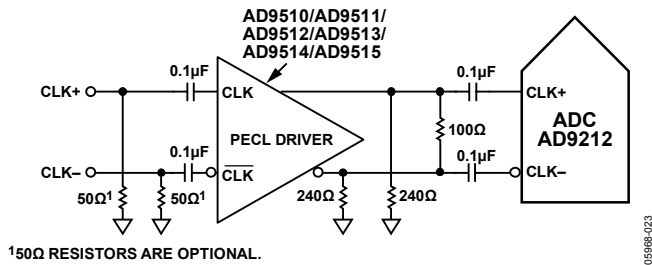 AD9510/AD9511/
AD9512/AD9513/
AD9514/AD9515
0.1µF
0.1µF
CLK+
CLK
CLK+
PECL DRIVER
100Ω
ADC
AD9212
0.1µF
0.1µF
CLK–
CLK
CLK–
50Ω1
50Ω1
240Ω
240Ω
150Ω RESISTORS ARE OPTIONAL.
05968-023